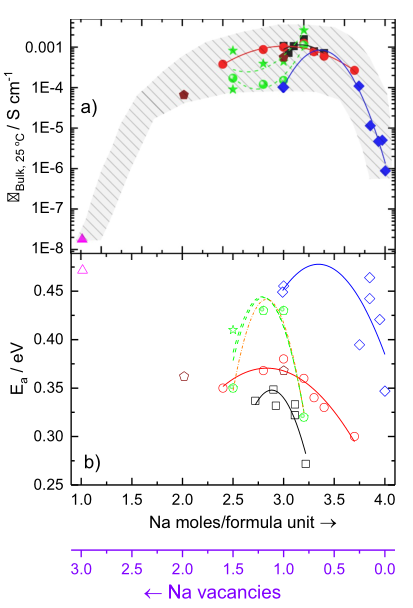 σBulk, 25 °C / S cm⁻¹
0.001
1E-4
1E-5
1E-6
1E-7
1E-8
a)
Ea / eV
0.45
0.40
0.35
0.30
0.25
b)
1.0 1.5 2.0 2.5 3.0 3.5 4.0
Na moles/formula unit →
3.0 2.5 2.0 1.5 1.0 0.5 0.0
← Na vacancies